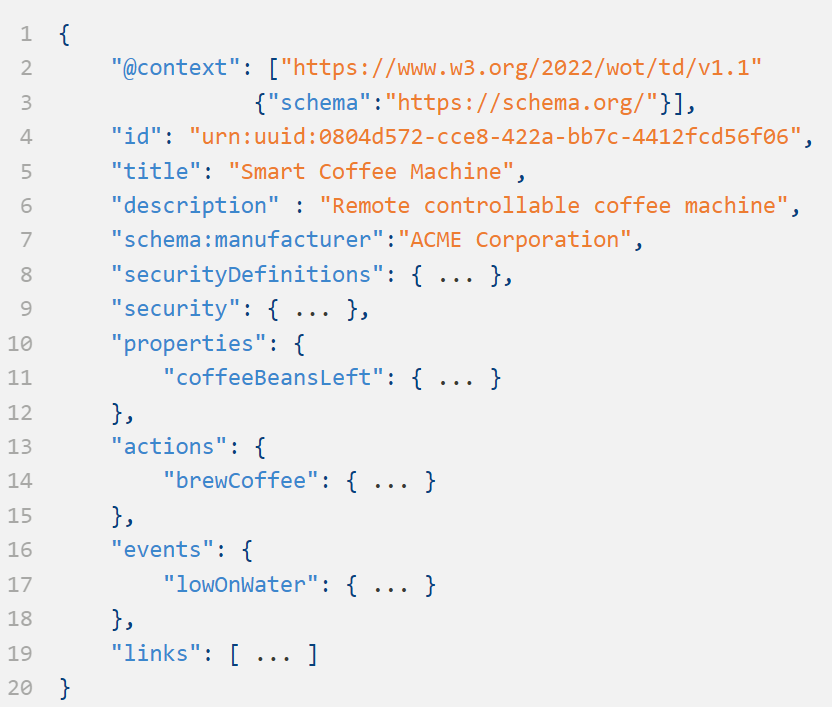 1 {
2     "@context": ["https://www.w3.org/2022/wot/td/v1.1"
3                {"schema":"https://schema.org/"}],
4     "id": "urn:uuid:0804d572-cce8-422a-bb7c-4412fcd56f06",
5     "title": "Smart Coffee Machine",
6     "description" : "Remote controllable coffee machine",
7     "schema:manufacturer":"ACME Corporation",
8     "securityDefinitions": { ... },
9     "security": { ... },
10     "properties": {
11         "coffeeBeansLeft": { ... }
12     },
13     "actions": {
14         "brewCoffee": { ... }
15     },
16     "events": {
17         "lowOnWater": { ... }
18     },
19     "links": [ ... ]
20 }